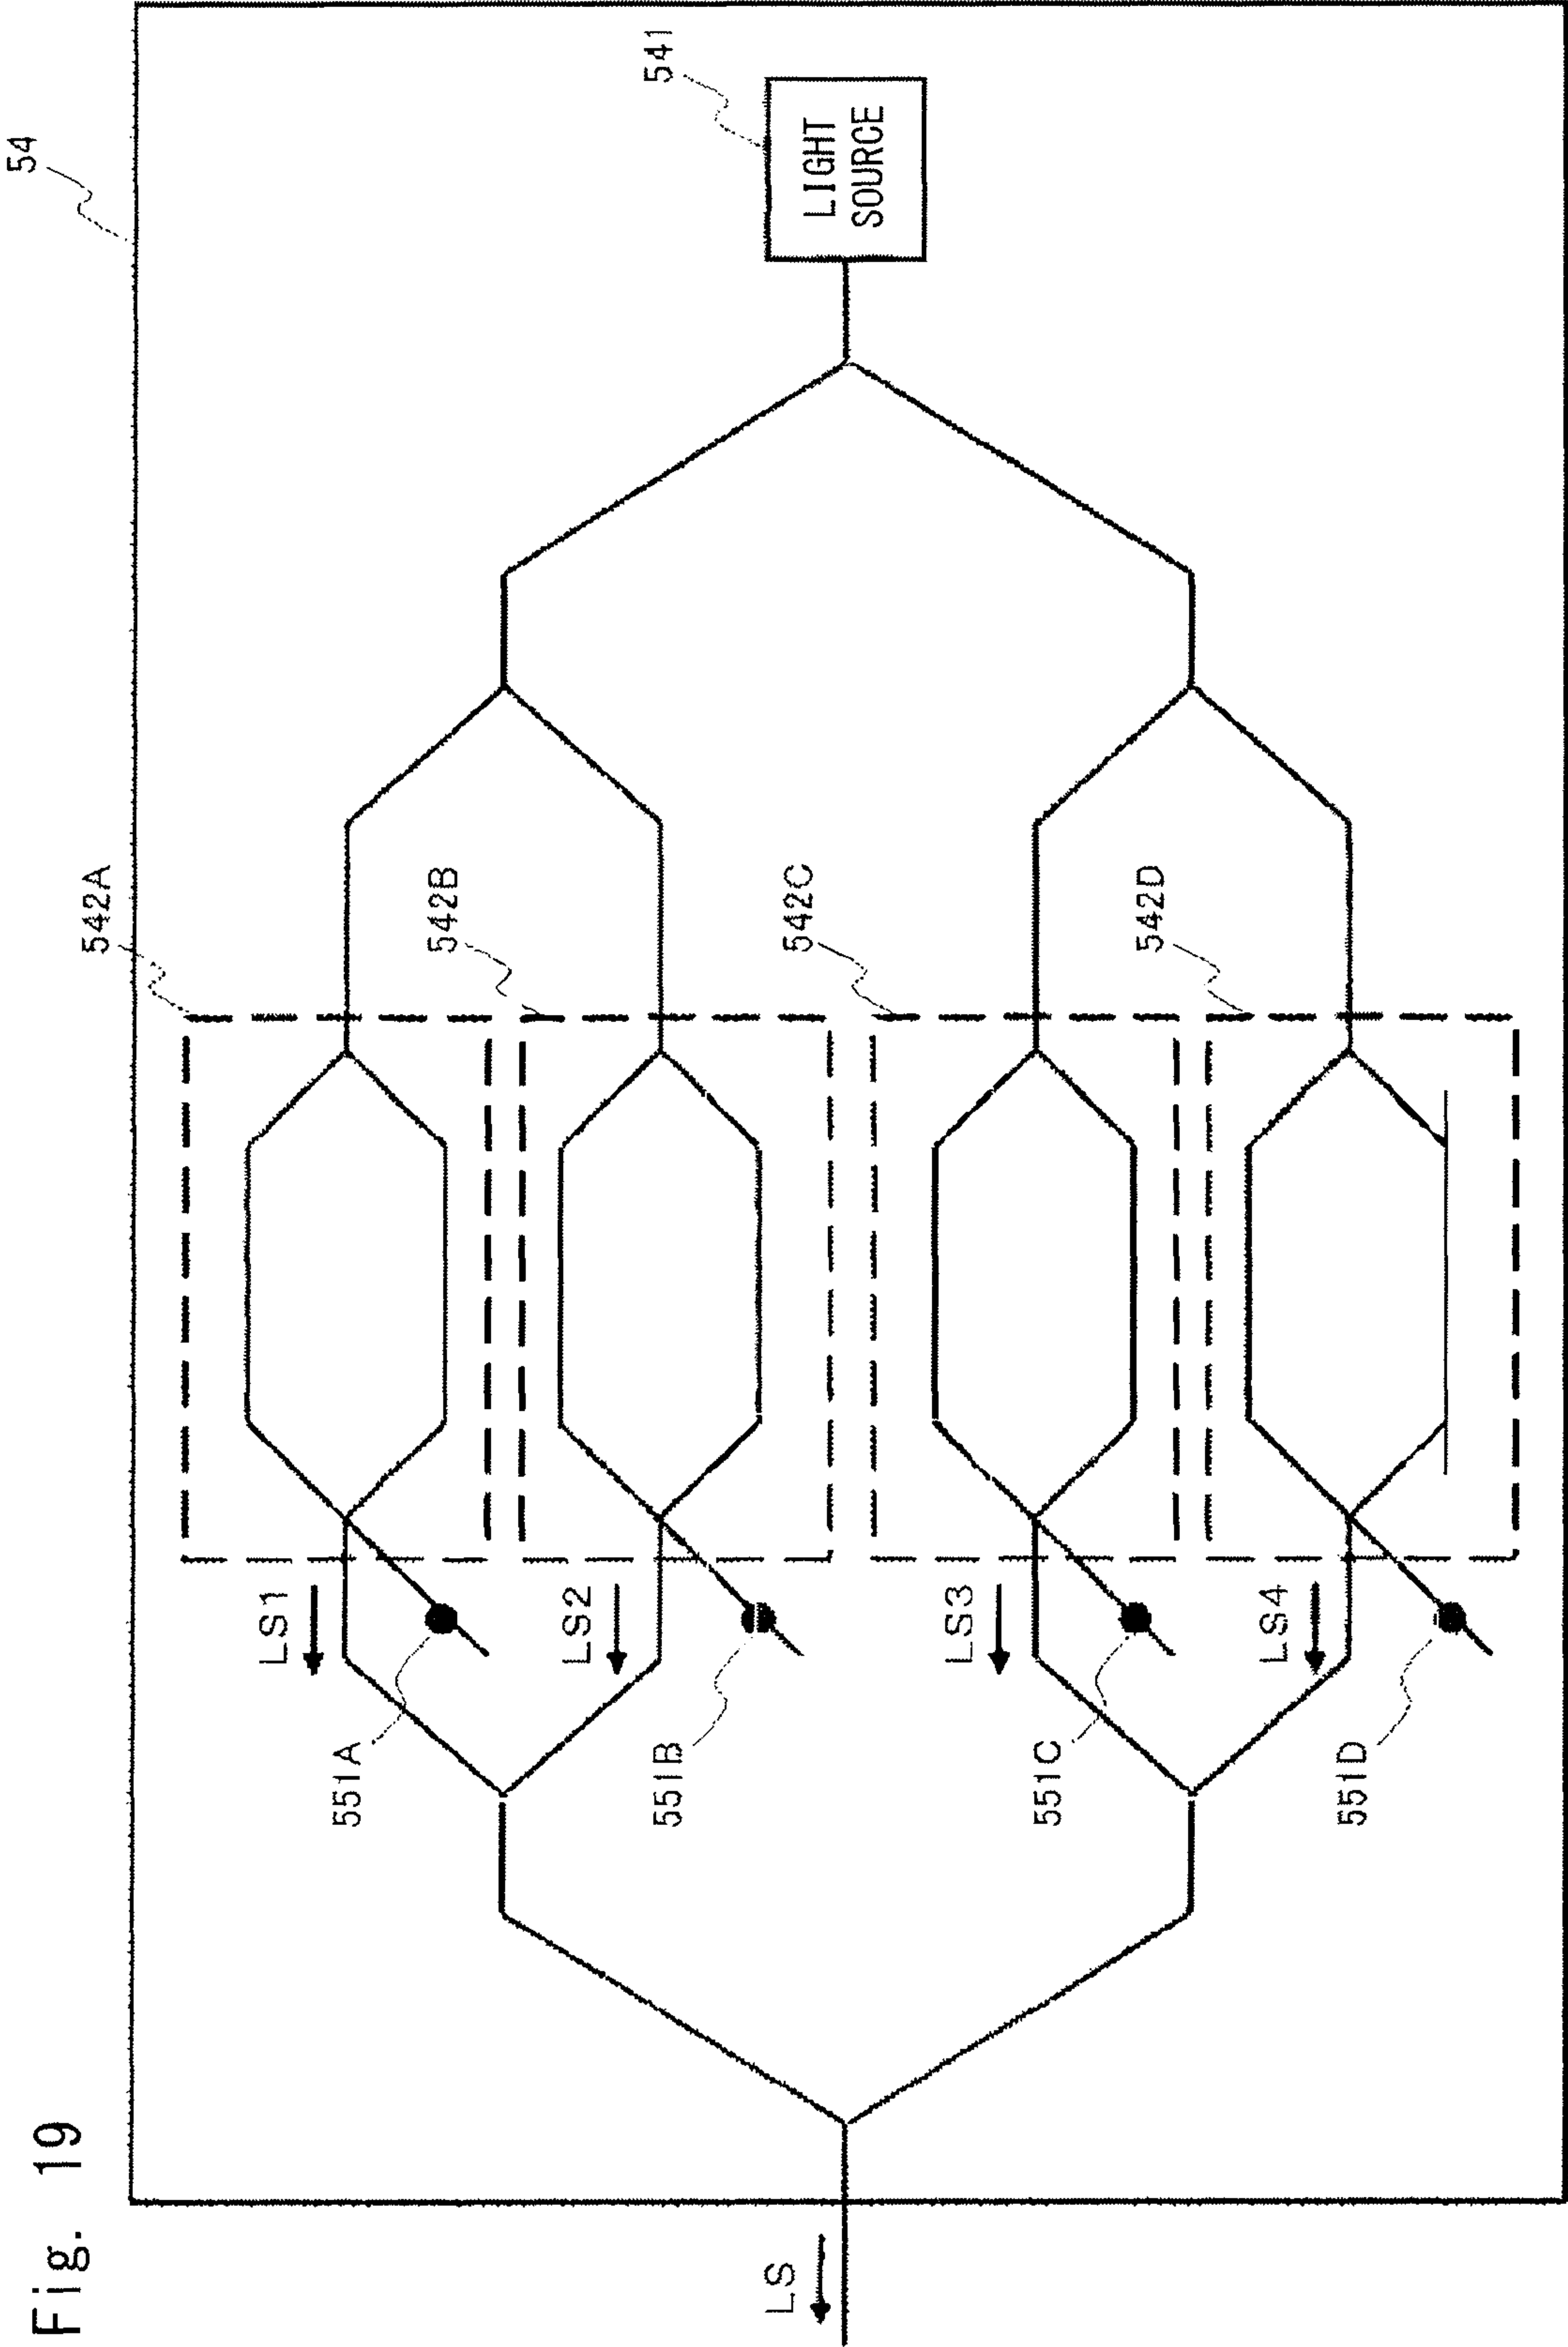 Fig. 19
54
541
LIGHT
SOURCE
542A
542B
542C
542D
LS1
LS2
LS3
LS4
551A
551B
551C
551D
LS